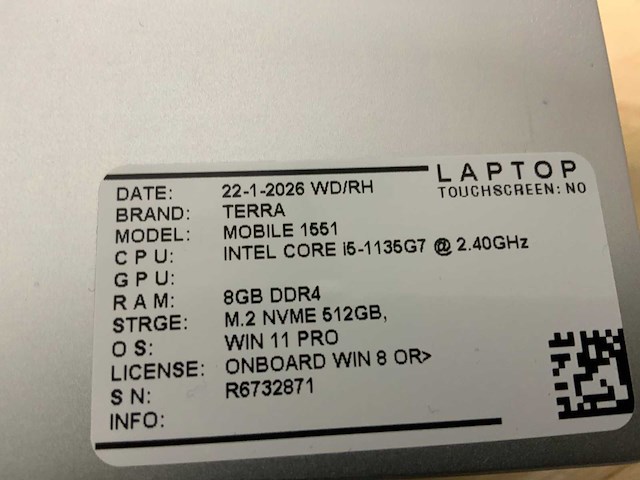 LAPTOP
TOUCHSCREEN: NO
DATE: 22-1-2026 WD/RH
BRAND: TERRA
MODEL: MOBILE 1551
CPU: INTEL CORE i5-1135G7 @ 2.40GHz
GPU:
RAM: 8GB DDR4
STRGE: M.2 NVME 512GB,
OS: WIN 11 PRO
LICENSE: ONBOARD WIN 8 OR>
SN: R6732871
INFO: